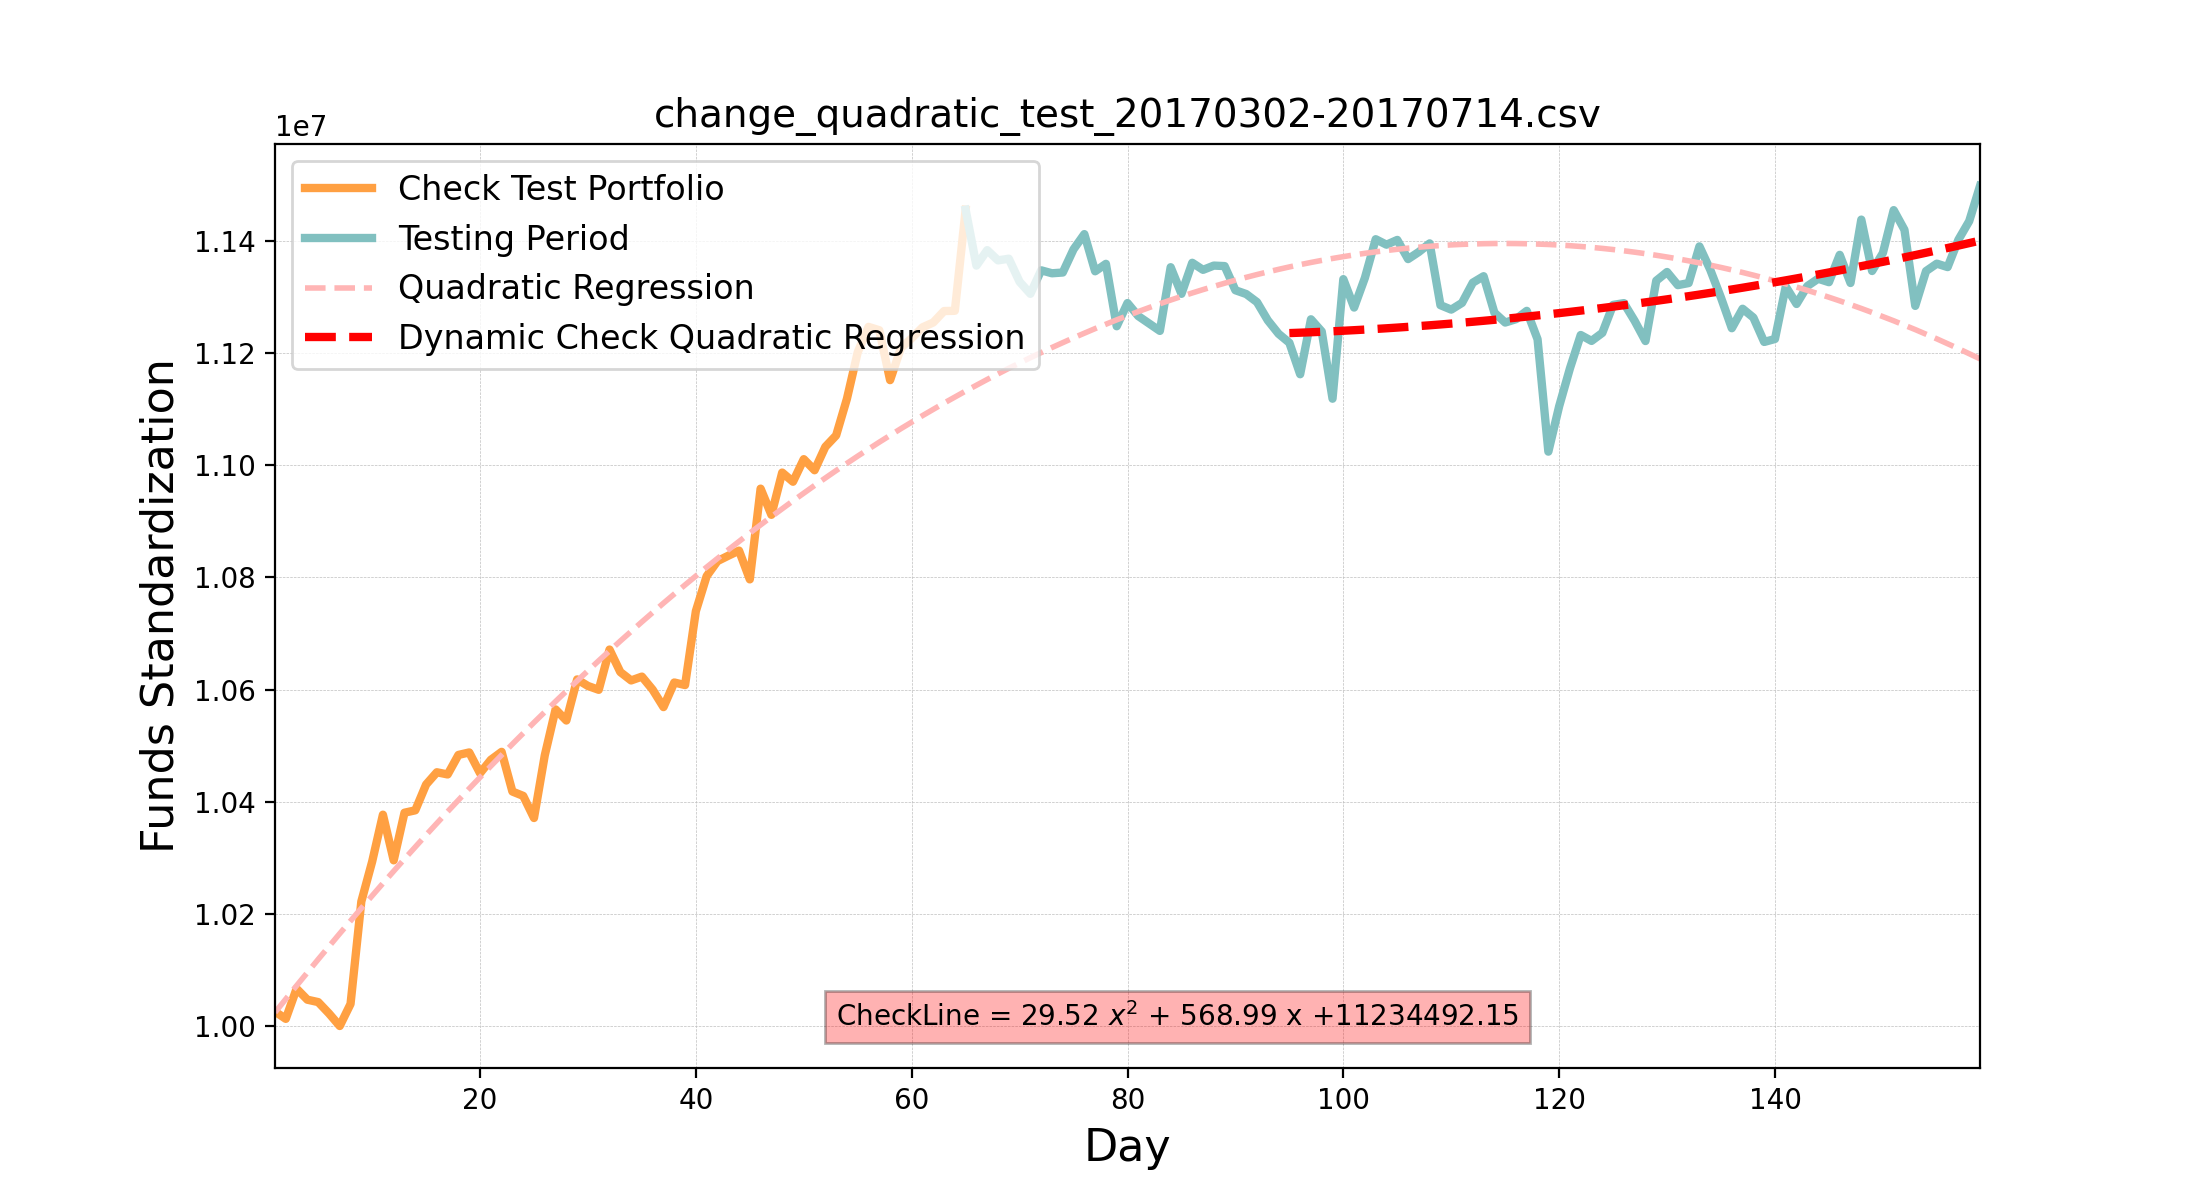 change_quadratic_test_20170302-20170714.csv
1e7
Check Test Portfolio
Testing Period
Quadratic Regression
Dynamic Check Quadratic Regression
1.14
1.12
1.10
1.08
1.06
1.04
1.02
1.00
Funds Standardization
CheckLine = 29.52 x² + 568.99 x +11234492.15
20 40 60 80 100 120 140
Day